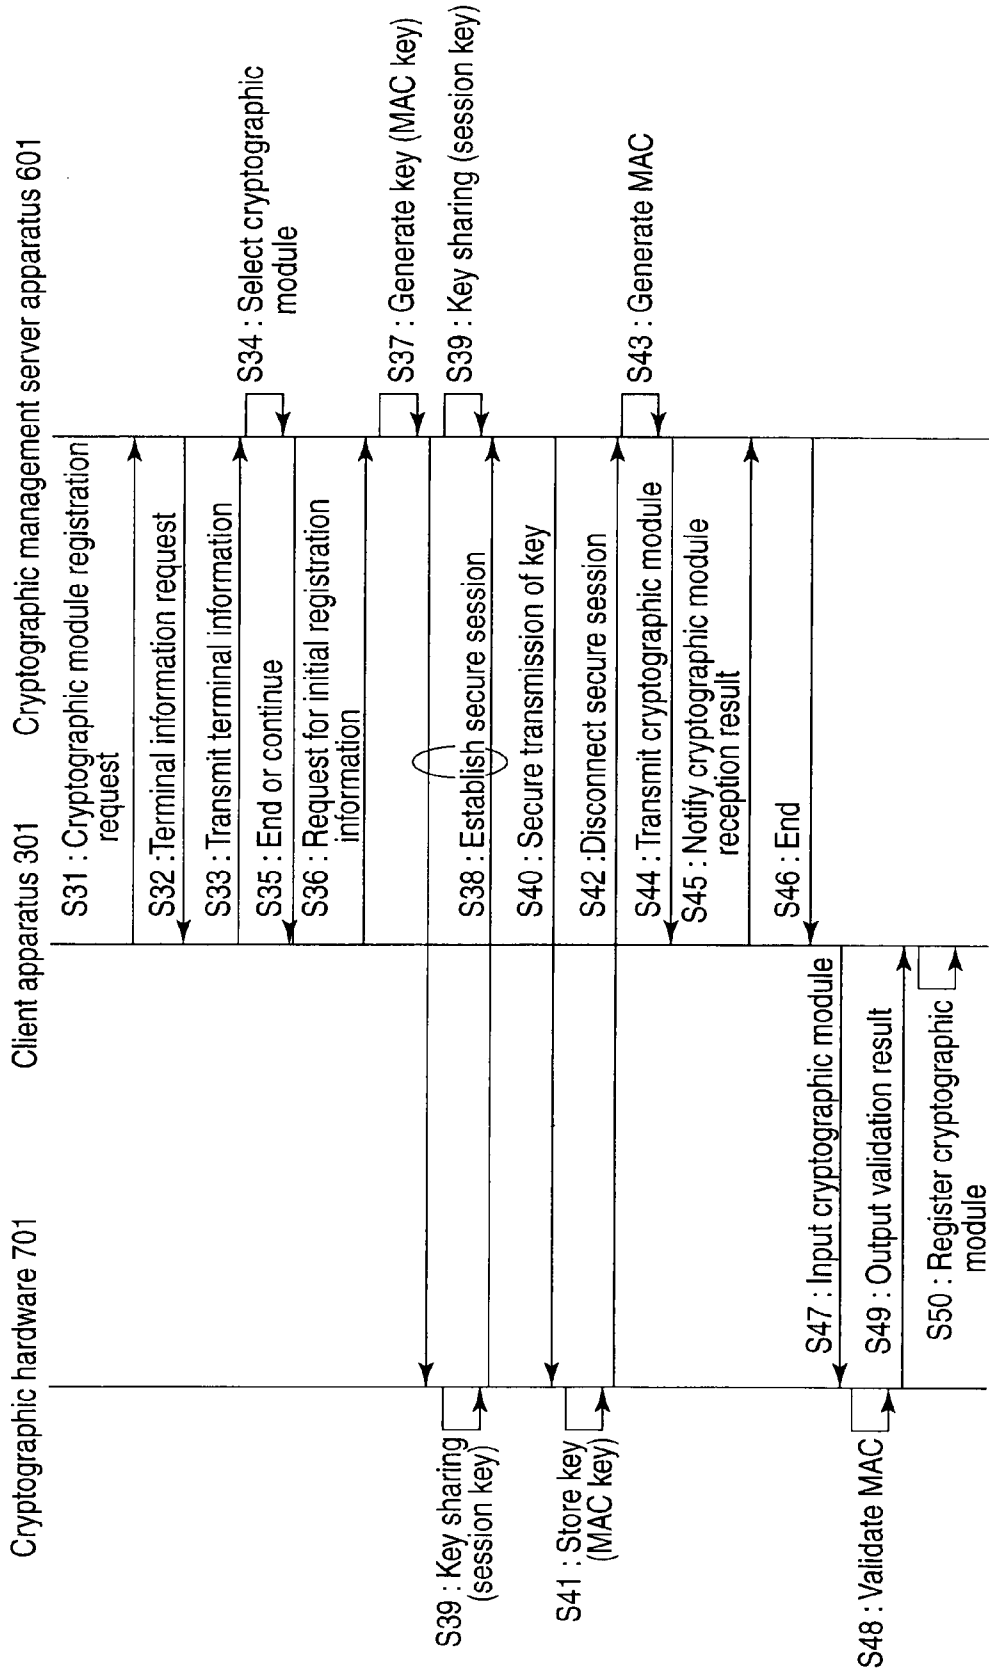 Cryptographic hardware 701
Client apparatus 301
Cryptographic management server apparatus 601
S31 : Cryptographic module registration
request
S32 :Terminal information request
S33 : Transmit terminal information
S34 : Select cryptographic
module
S35 : End or continue
S36 : Request for initial registration
information
S37 : Generate key (MAC key)
S38 : Establish secure session
S39 : Key sharing
(session key)
S39 : Key sharing (session key)
S40 : Secure transmission of key
S41 : Store key
(MAC key)
S42 :Disconnect secure session
S43 : Generate MAC
S44 : Transmit cryptographic module
S45 : Notify cryptographic module
reception result
S46 : End
S47 : Input cryptographic module
S48 : Validate MAC
S49 : Output validation result
S50 : Register cryptographic
module